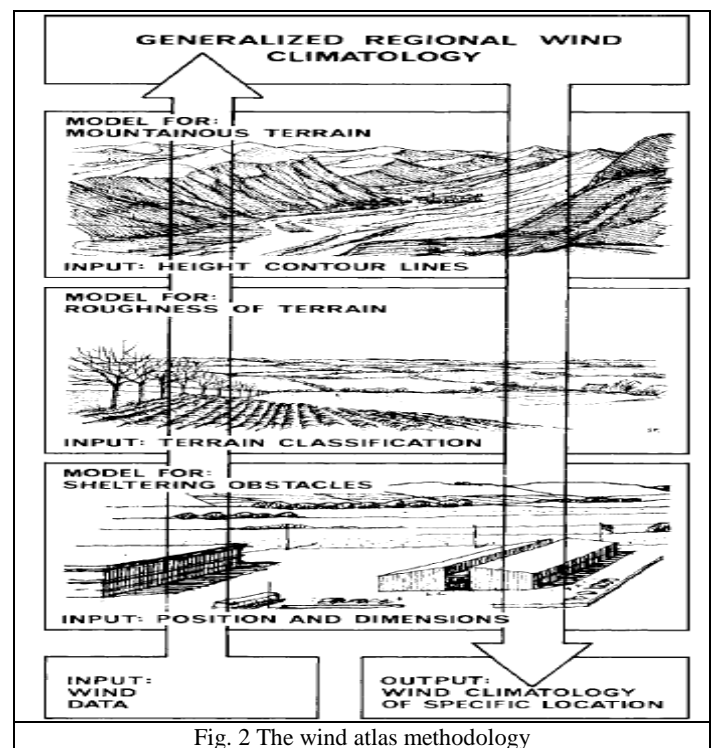 GENERALIZED REGIONAL WIND
CLIMATOLOGY
MODEL FOR:
MOUNTAINOUS TERRAIN
INPUT: HEIGHT CONTOUR LINES
MODEL FOR:
ROUGHNESS OF TERRAIN
INPUT: TERRAIN CLASSIFICATION
MODEL FOR:
SHELTERING OBSTACLES
INPUT: POSITION AND DIMENSIONS
INPUT:
WIND
DATA
OUTPUT:
WIND CLIMATOLOGY
OF SPECIFIC LOCATION
Fig. 2 The wind atlas methodology